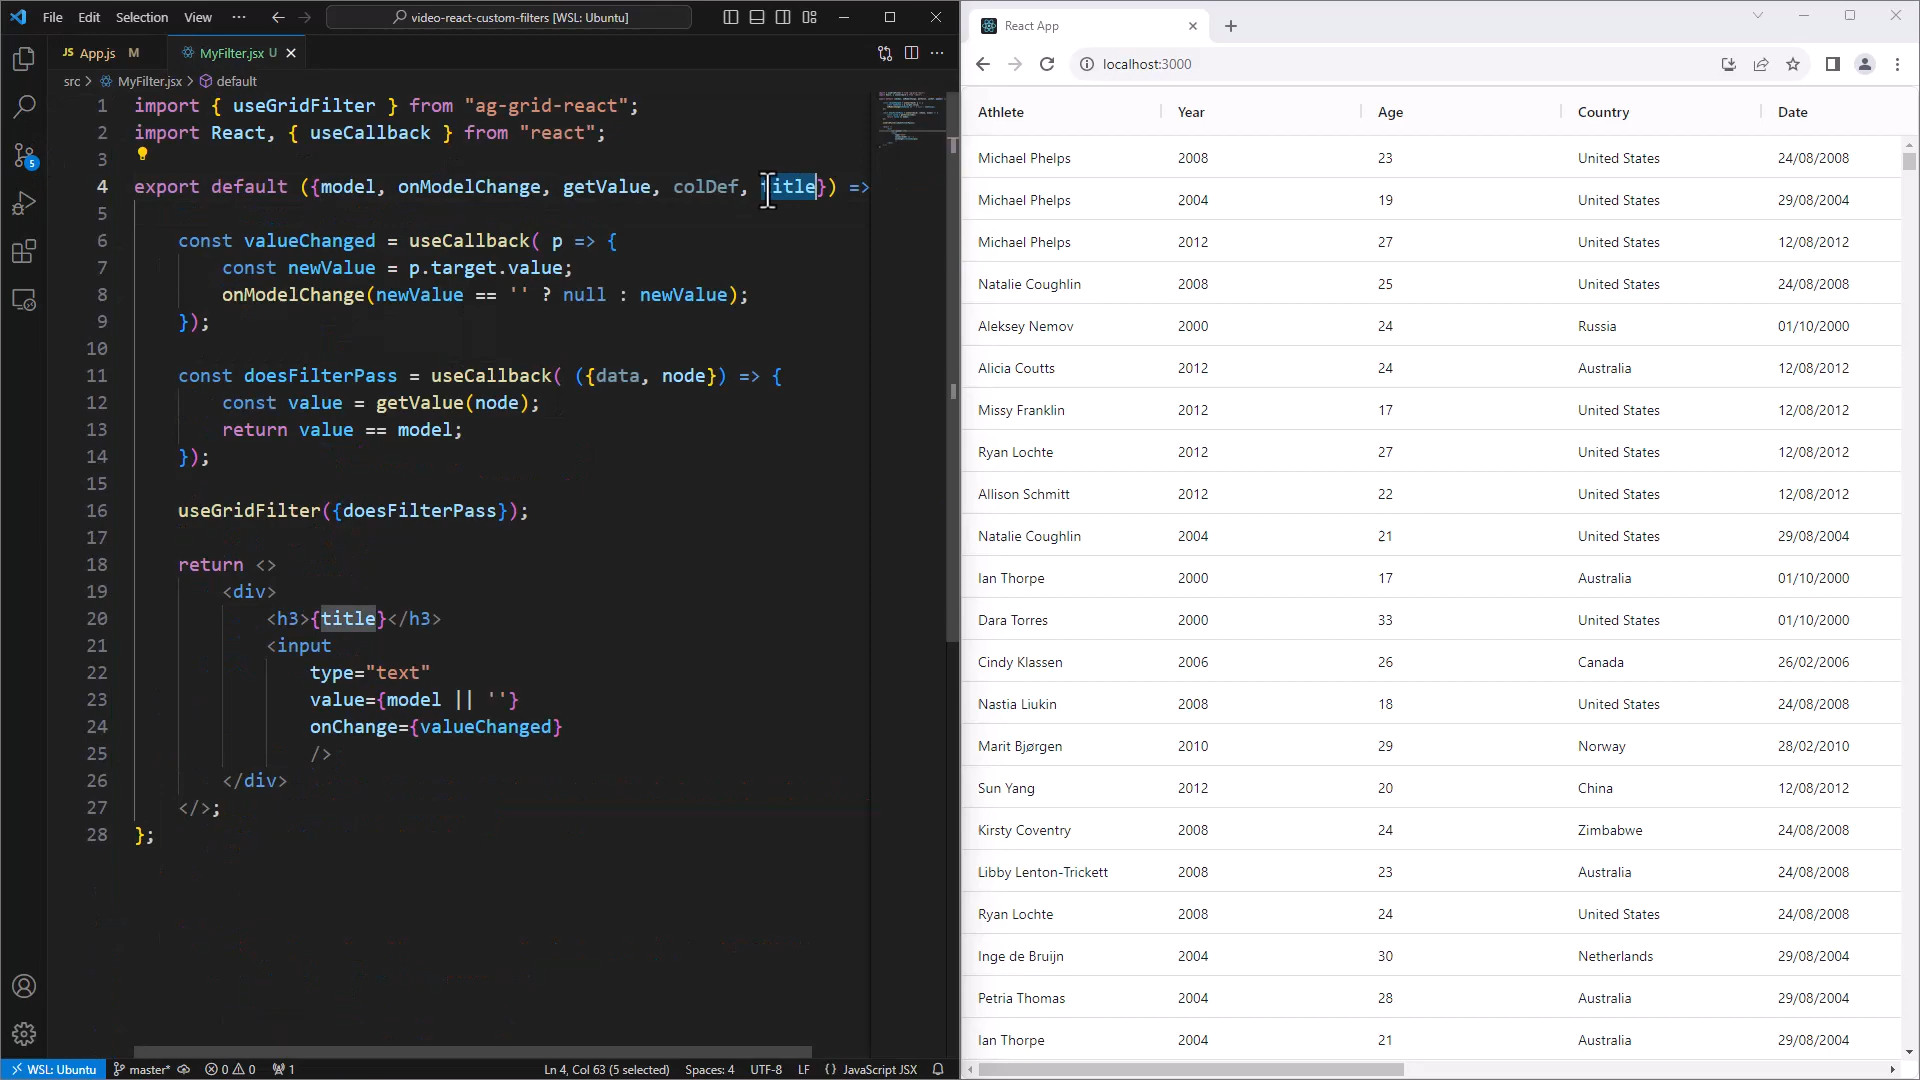 File Edit Selection View ··· video-react-custom-filters [WSL: Ubuntu]
JS App.js M MyFilter.jsx U
src > MyFilter.jsx > default
1 import { useGridFilter } from "ag-grid-react";
2 import React, { useCallback } from "react";
3
4 export default ({model, onModelChange, getValue, colDef, title}) =>
5
6 const valueChanged = useCallback( p => {
7 const newValue = p.target.value;
8 onModelChange(newValue == '' ? null : newValue);
9 });
10
11 const doesFilterPass = useCallback( ({data, node}) => {
12 const value = getValue(node);
13 return value == model;
14 });
15
16 useGridFilter({doesFilterPass});
17
18 return <>
19 <div>
20 <h3>{title}</h3>
21 <input
22 type="text"
23 value={model || ''}
24 onChange={valueChanged}
25 />
26 </div>
27 </>;
28 };
5
WSL: Ubuntu master* 0 0 1 Ln 4, Col 63 (5 selected) Spaces: 4 UTF-8 LF {} JavaScript JSX
React App
localhost:3000
Athlete Year Age Country Date
Michael Phelps 2008 23 United States 24/08/2008
Michael Phelps 2004 19 United States 29/08/2004
Michael Phelps 2012 27 United States 12/08/2012
Natalie Coughlin 2008 25 United States 24/08/2008
Aleksey Nemov 2000 24 Russia 01/10/2000
Alicia Coutts 2012 24 Australia 12/08/2012
Missy Franklin 2012 17 United States 12/08/2012
Ryan Lochte 2012 27 United States 12/08/2012
Allison Schmitt 2012 22 United States 12/08/2012
Natalie Coughlin 2004 21 United States 29/08/2004
Ian Thorpe 2000 17 Australia 01/10/2000
Dara Torres 2000 33 United States 01/10/2000
Cindy Klassen 2006 26 Canada 26/02/2006
Nastia Liukin 2008 18 United States 24/08/2008
Marit Bjørgen 2010 29 Norway 28/02/2010
Sun Yang 2012 20 China 12/08/2012
Kirsty Coventry 2008 24 Zimbabwe 24/08/2008
Libby Lenton-Trickett 2008 23 Australia 24/08/2008
Ryan Lochte 2008 24 United States 24/08/2008
Inge de Bruijn 2004 30 Netherlands 29/08/2004
Petria Thomas 2004 28 Australia 29/08/2004
Ian Thorpe 2004 21 Australia 29/08/2004